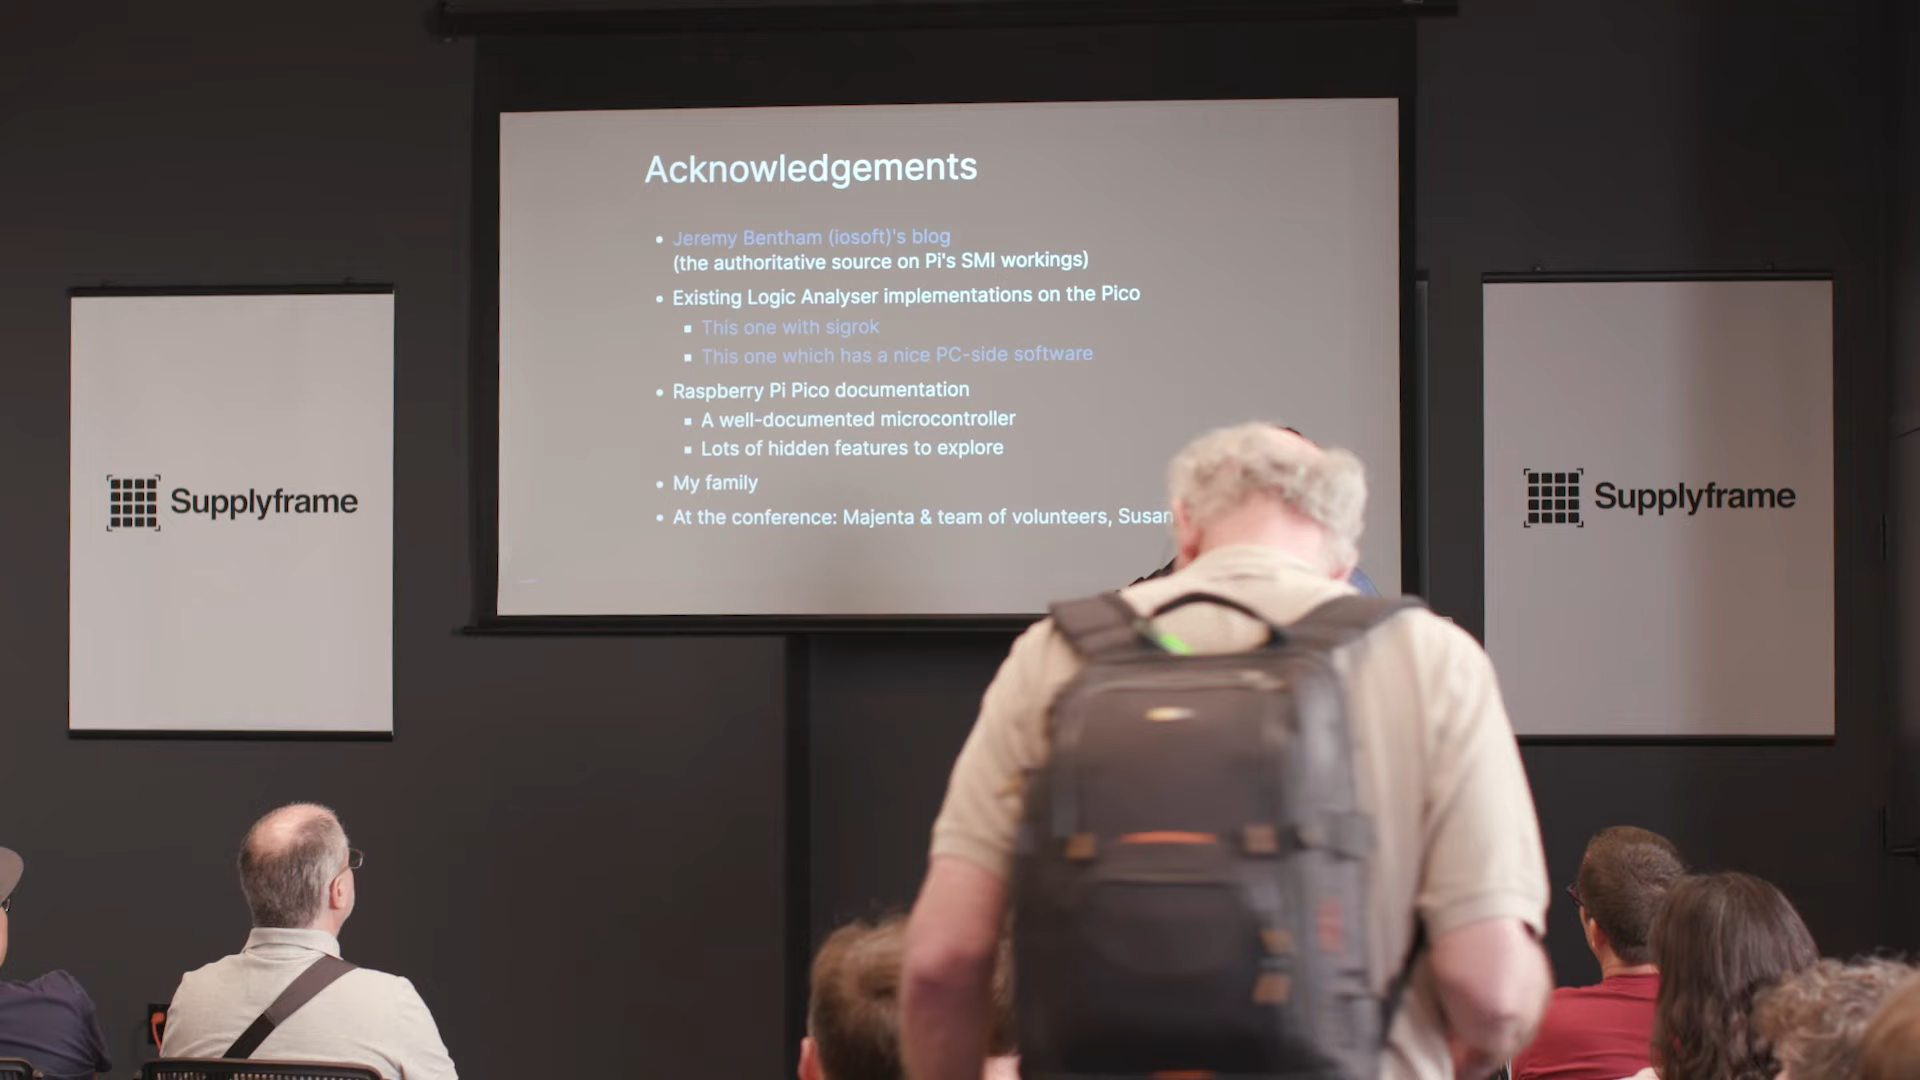 Acknowledgements
Jeremy Bentham (iosoft)'s blog
(the authoritative source on Pi's SMI workings)
Existing Logic Analyser implementations on the Pico
This one with sigrok
This one which has a nice PC-side software
Raspberry Pi Pico documentation
A well-documented microcontroller
Lots of hidden features to explore
My family
At the conference: Majenta & team of volunteers, Susan
Supplyframe
Supplyframe